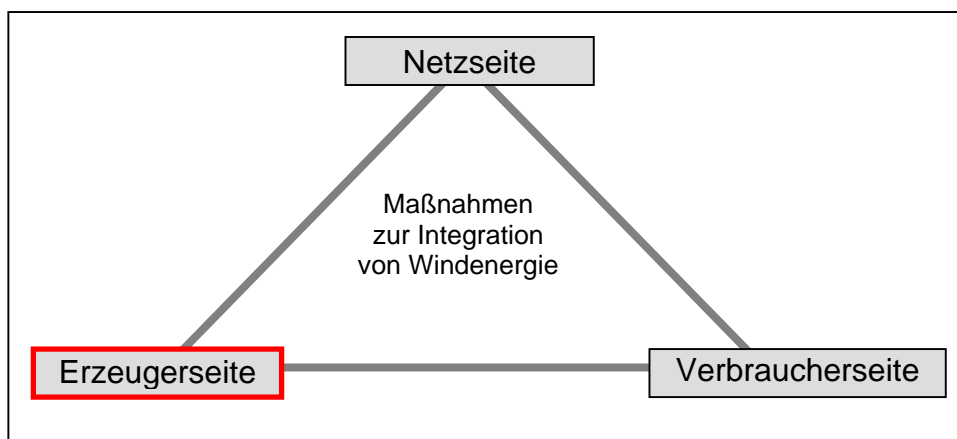 Netzseite
Maßnahmen
zur Integration
von Windenergie
Erzeugerseite
Verbraucherseite